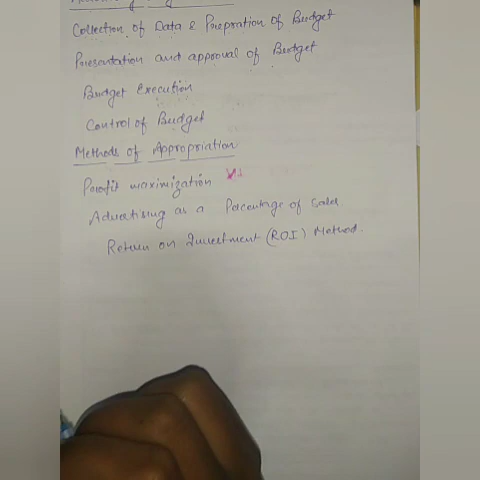 Collection of Data & Prepration of Budget
Presentation and approval of Budget
Budget Execution
Control of Budget
Methods of Appropriation
Profit maximization
Advertising as a Percentage of Sales
Return on Investment (ROI) Method.